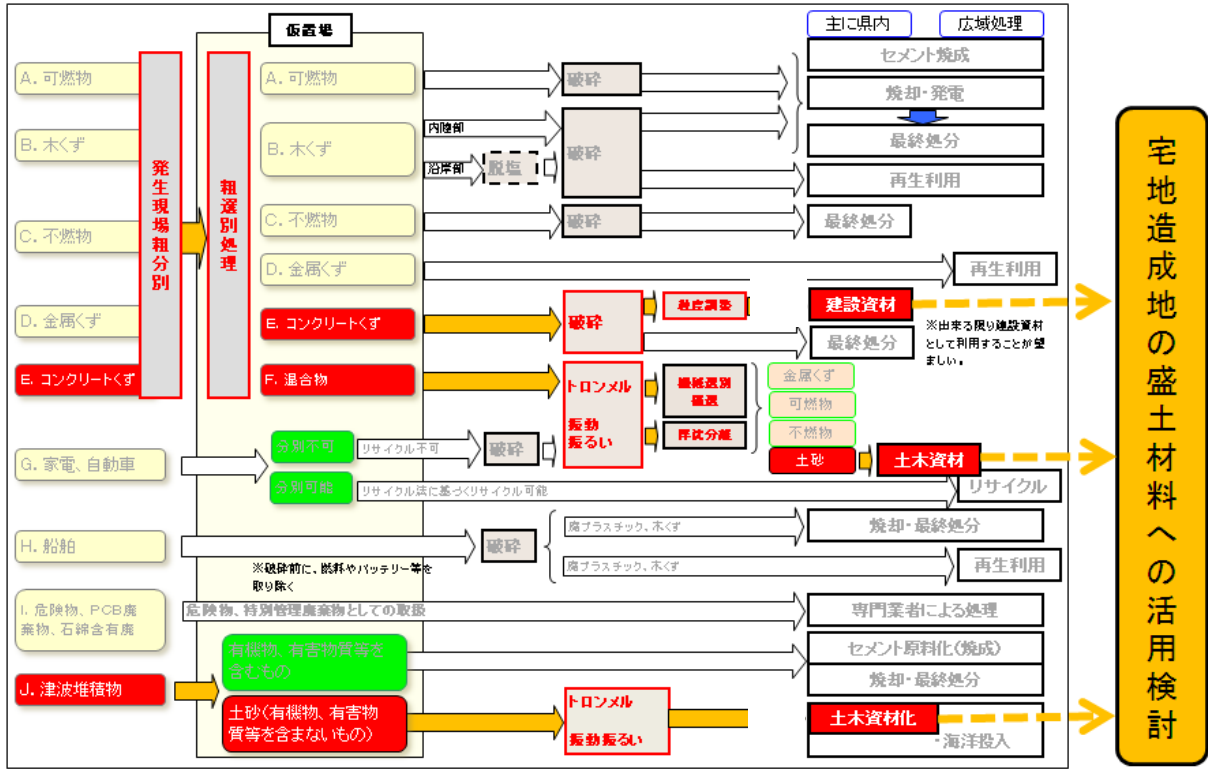 仮置場
主に県内
広域処理
A. 可燃物
B. 木くず
C. 不燃物
D. 金属くず
E. コンクリートくず
G. 家電、自動車
H. 船舶
I. 危険物、PCB廃
棄物、石綿含有廃
J. 津波堆積物
発生現場粗分別
粗選別処理
A. 可燃物
B. 木くず
C. 不燃物
D. 金属くず
E. コンクリートくず
F. 混合物
分別不可
分別可能
有機物、有害物質等を
含むもの
土砂(有機物、有害物
質等を含まないもの)
破砕
内陸部
沿岸部
脱塩
破砕
破砕
破砕
粒度調整
トロンメル
振動
振るい
機械選別
磁選
浮沈分離
金属くず
可燃物
不燃物
土砂
土木資材
リサイクル不可
破砕
リサイクル法に基づくリサイクル可能
リサイクル
破砕
※破砕前に、燃料やバッテリー等を
取り除く
廃プラスチック、木くず
廃プラスチック、木くず
焼却・最終処分
再生利用
危険物、特別管理廃棄物としての取扱
専門業者による処理
セメント原料化(焼成)
焼却・最終処分
トロンメル
振動振るい
土木資材化
・海洋投入
セメント焼成
焼却・発電
最終処分
再生利用
最終処分
再生利用
建設資材
最終処分
※出来る限り建設資材
として利用することが望
ましい。
宅地造成地の盛土材料への活用検討